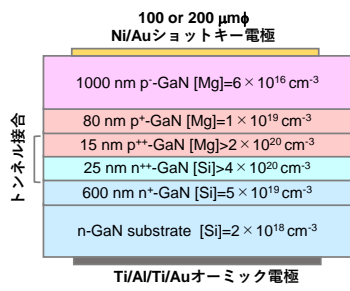 100 or 200 μmϕ
Ni/Auショットキー電極
1000 nm p⁻-GaN [Mg]=6×10¹⁶ cm⁻³
80 nm p⁺-GaN [Mg]=1×10¹⁹ cm⁻³
15 nm p⁺⁺-GaN [Mg]>2×10²⁰ cm⁻³
25 nm n⁺⁺-GaN [Si]>4×10²⁰ cm⁻³
600 nm n⁺-GaN [Si]=5×10¹⁹ cm⁻³
n-GaN substrate [Si]=2×10¹⁸ cm⁻³
トンネル接合
Ti/Al/Ti/Auオーミック電極